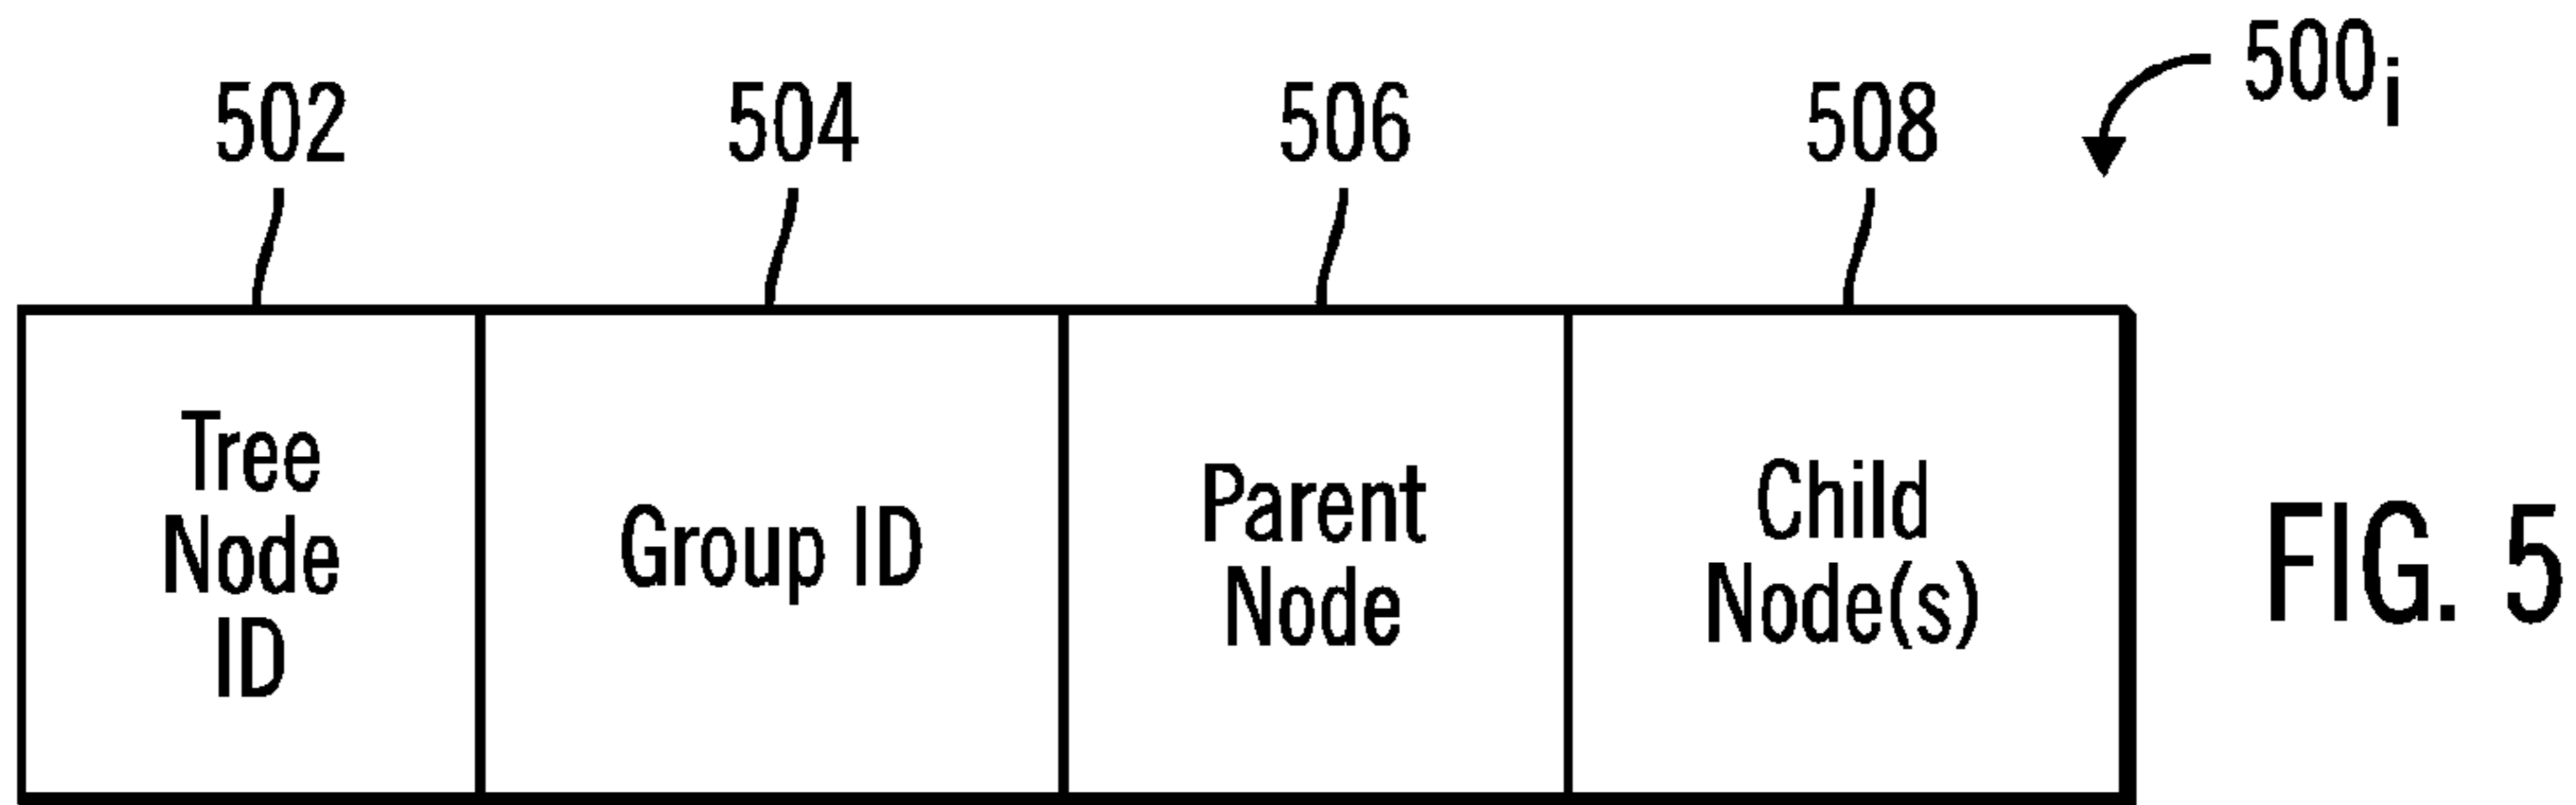 500i
502 504 506 508
Tree
Node
ID
Group ID
Parent
Node
Child
Node(s)
FIG. 5